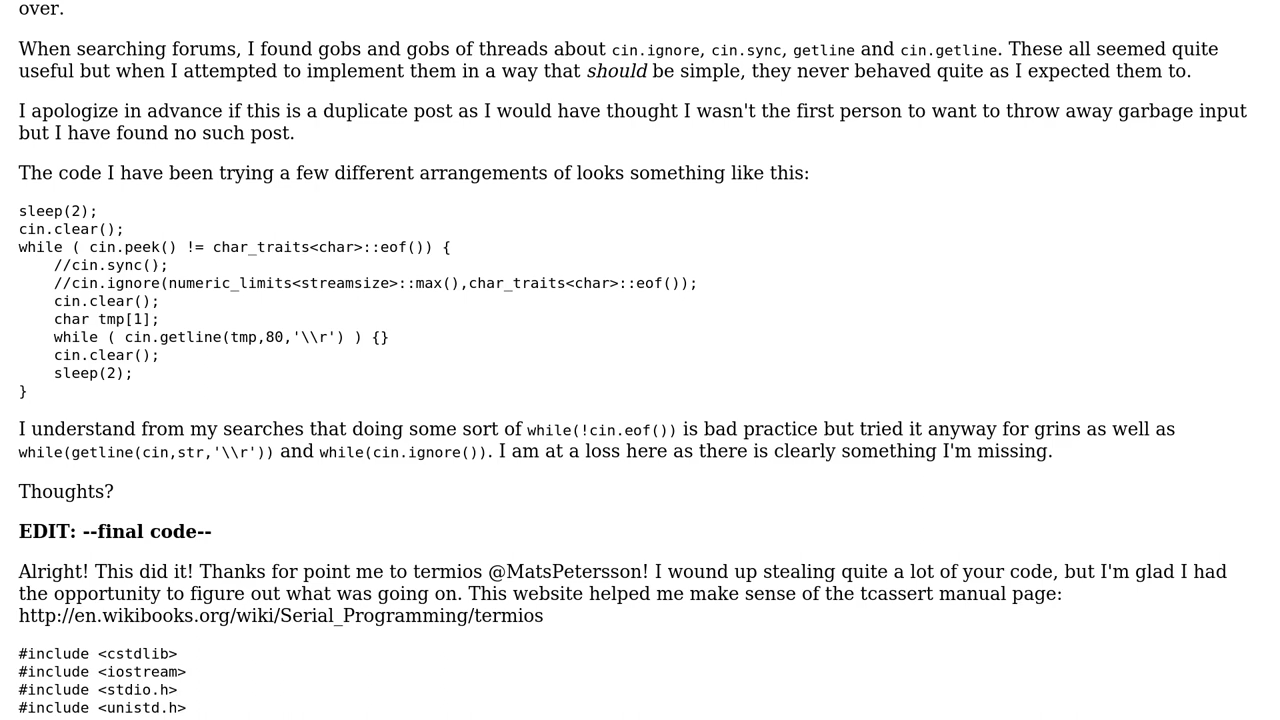 over.
When searching forums, I found gobs and gobs of threads about cin.ignore, cin.sync, getline and cin.getline. These all seemed quite
useful but when I attempted to implement them in a way that should be simple, they never behaved quite as I expected them to.
I apologize in advance if this is a duplicate post as I would have thought I wasn't the first person to want to throw away garbage input
but I have found no such post.
The code I have been trying a few different arrangements of looks something like this:
sleep(2);
cin.clear();
while ( cin.peek() != char_traits<char>::eof()) {
    //cin.sync();
    //cin.ignore(numeric_limits<streamsize>::max(),char_traits<char>::eof());
    cin.clear();
    char tmp[1];
    while ( cin.getline(tmp,80,'\\r') ) {}
    cin.clear();
    sleep(2);
}
I understand from my searches that doing some sort of while(!cin.eof()) is bad practice but tried it anyway for grins as well as
while(getline(cin,str,'\\r')) and while(cin.ignore()). I am at a loss here as there is clearly something I'm missing.
Thoughts?
EDIT: --final code--
Alright! This did it! Thanks for point me to termios @MatsPetersson! I wound up stealing quite a lot of your code, but I'm glad I had
the opportunity to figure out what was going on. This website helped me make sense of the tcassert manual page:
http://en.wikibooks.org/wiki/Serial_Programming/termios
#include <cstdlib>
#include <iostream>
#include <stdio.h>
#include <unistd.h>